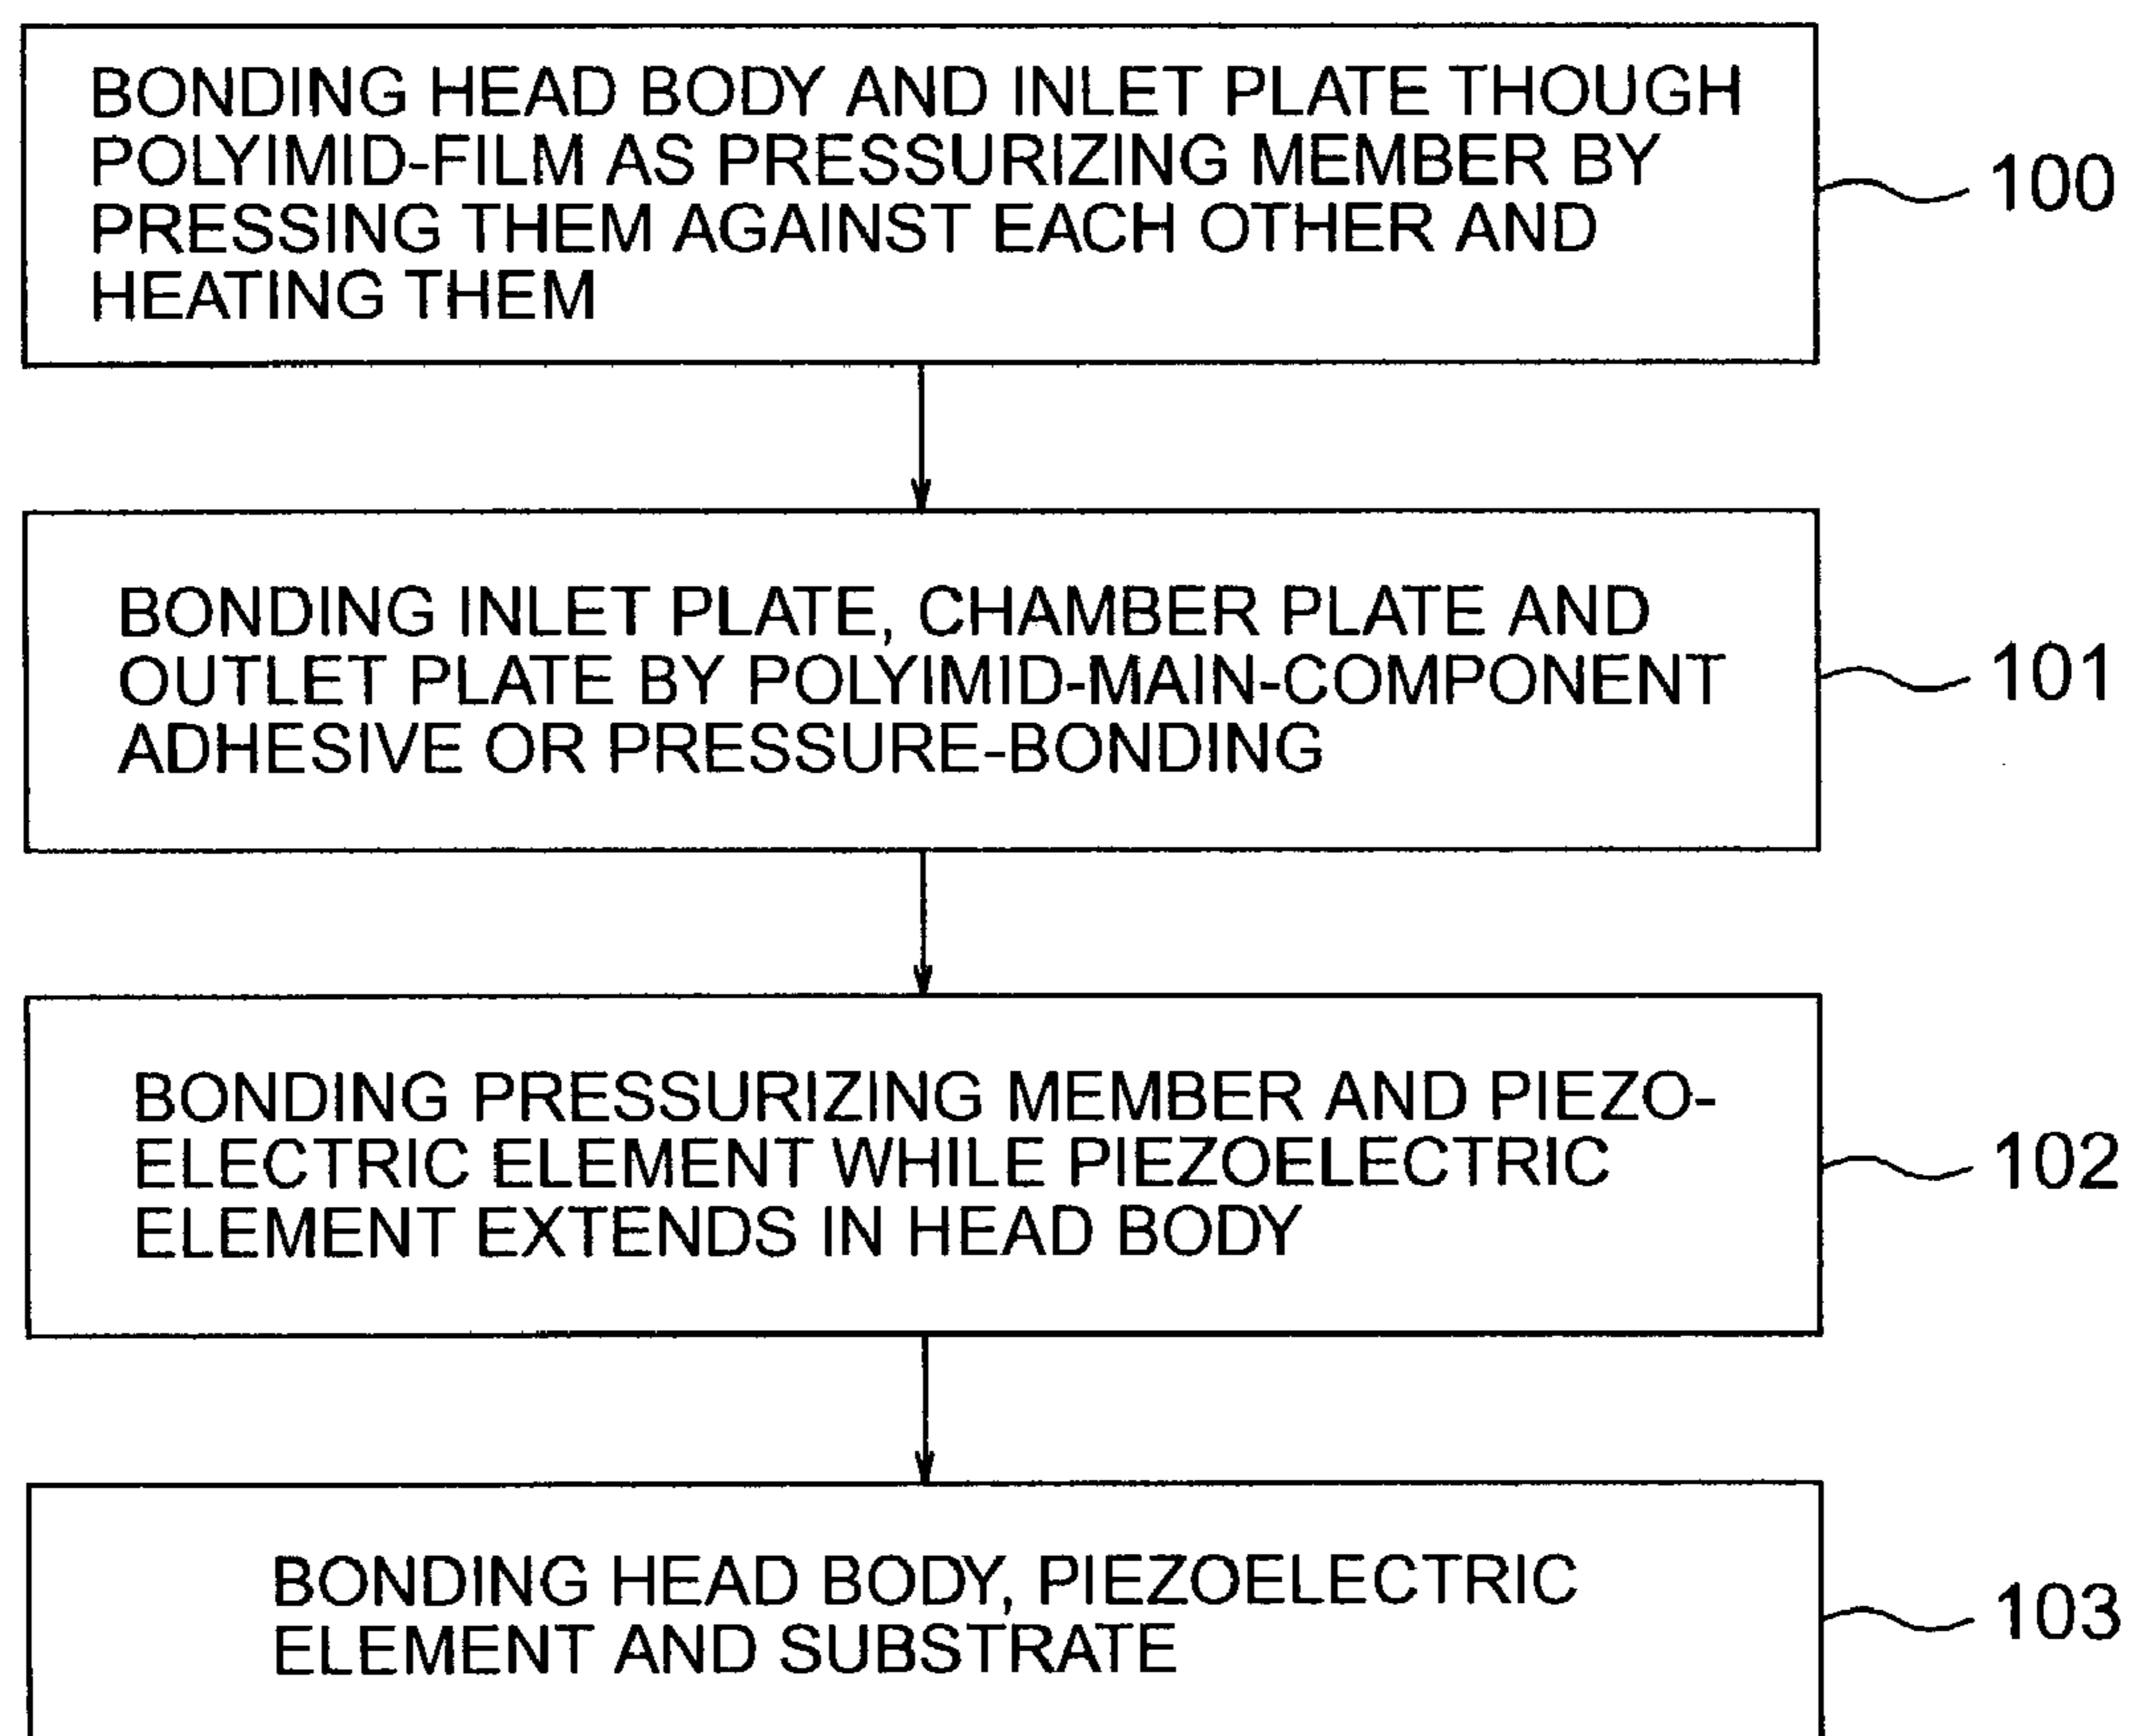 BONDING HEAD BODY AND INLET PLATE THOUGH
POLYIMID-FILM AS PRESSURIZING MEMBER BY
PRESSING THEM AGAINST EACH OTHER AND
HEATING THEM
100
BONDING INLET PLATE, CHAMBER PLATE AND
OUTLET PLATE BY POLYIMID-MAIN-COMPONENT
ADHESIVE OR PRESSURE-BONDING
101
BONDING PRESSURIZING MEMBER AND PIEZO-
ELECTRIC ELEMENT WHILE PIEZOELECTRIC
ELEMENT EXTENDS IN HEAD BODY
102
BONDING HEAD BODY, PIEZOELECTRIC
ELEMENT AND SUBSTRATE
103